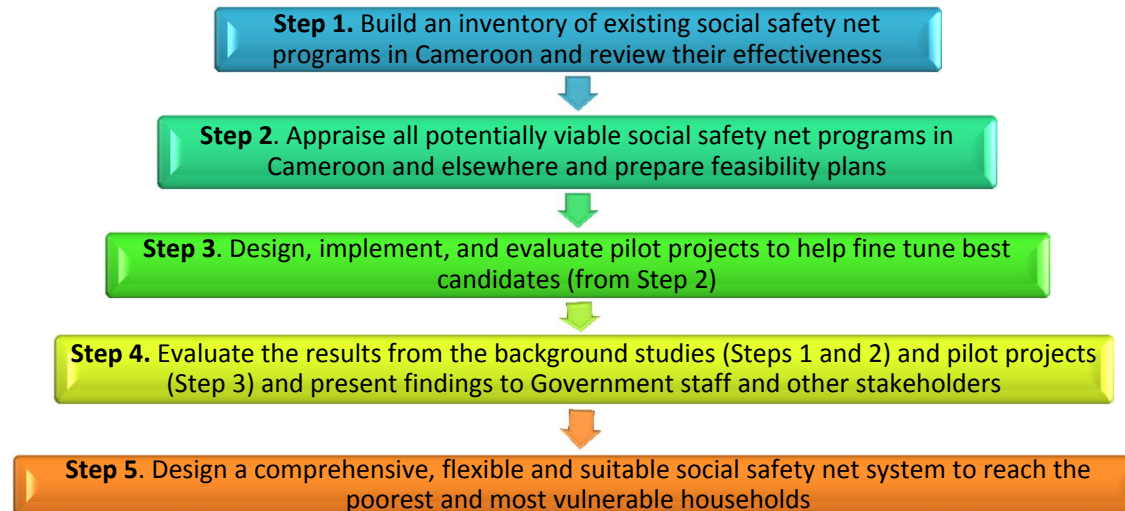 Step 1. Build an inventory of existing social safety net
programs in Cameroon and review their effectiveness
Step 2. Appraise all potentially viable social safety net programs in
Cameroon and elsewhere and prepare feasibility plans
Step 3. Design, implement, and evaluate pilot projects to help fine tune best
candidates (from Step 2)
Step 4. Evaluate the results from the background studies (Steps 1 and 2) and pilot projects
(Step 3) and present findings to Government staff and other stakeholders
Step 5. Design a comprehensive, flexible and suitable social safety net system to reach the
poorest and most vulnerable households